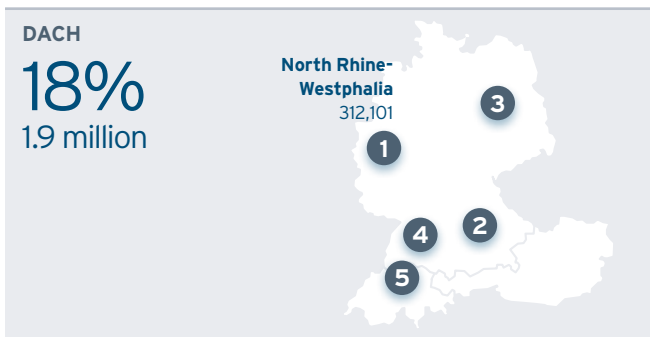 DACH
18%
1.9 million
North Rhine-
Westphalia
312,101
3
1
2
4
5